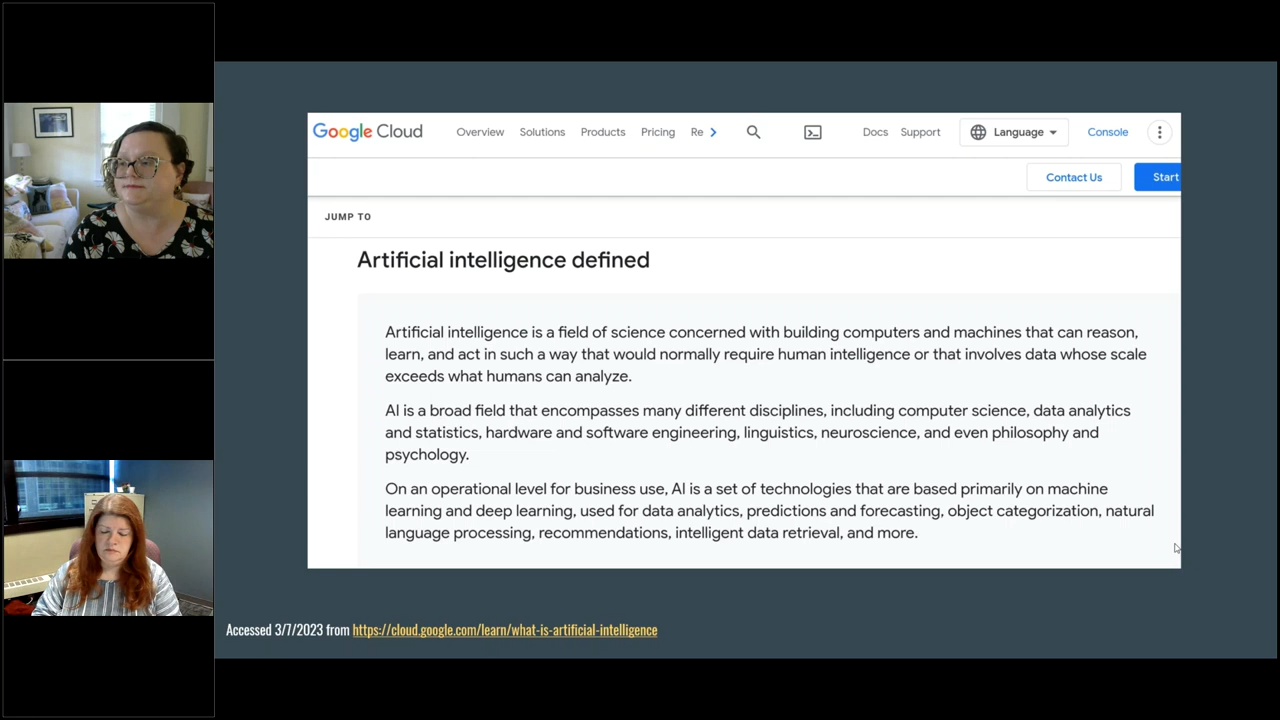 Google Cloud
Overview Solutions Products Pricing Re Docs Support Language Console
Contact Us Start
JUMP TO
Artificial intelligence defined
Artificial intelligence is a field of science concerned with building computers and machines that can reason,
learn, and act in such a way that would normally require human intelligence or that involves data whose scale
exceeds what humans can analyze.
AI is a broad field that encompasses many different disciplines, including computer science, data analytics
and statistics, hardware and software engineering, linguistics, neuroscience, and even philosophy and
psychology.
On an operational level for business use, AI is a set of technologies that are based primarily on machine
learning and deep learning, used for data analytics, predictions and forecasting, object categorization, natural
language processing, recommendations, intelligent data retrieval, and more.
Accessed 3/7/2023 from https://cloud.google.com/learn/what-is-artificial-intelligence